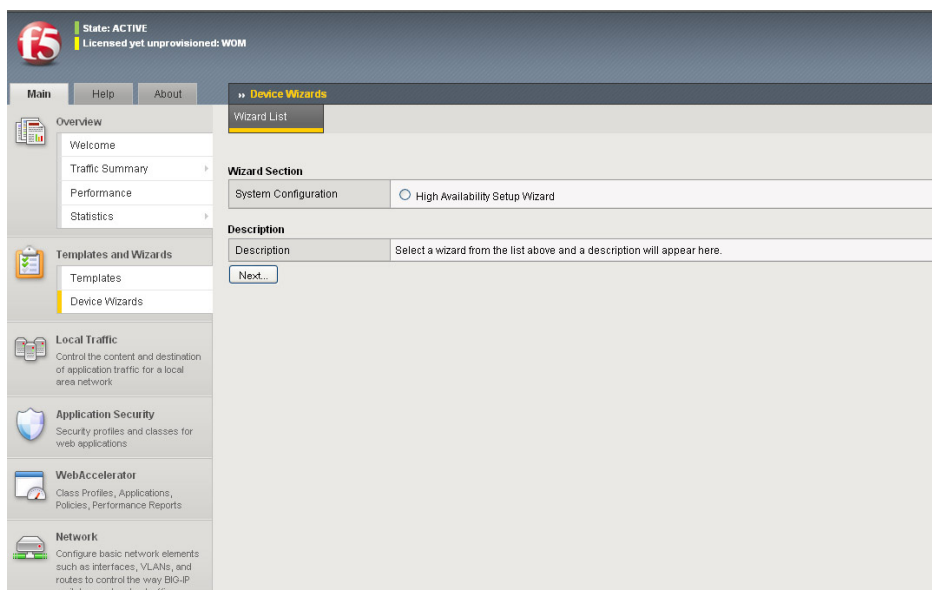 f5
State: ACTIVE
Licensed yet unprovisioned: WOM
Main
Help
About
» Device Wizards
Wizard List
Overview
Welcome
Traffic Summary
Performance
Statistics
Templates and Wizards
Templates
Device Wizards
Local Traffic
Control the content and destination
of application traffic for a local
area network
Application Security
Security profiles and classes for
web applications
WebAccelerator
Class Profiles, Applications,
Policies, Performance Reports
Network
Configure basic network elements
such as interfaces, VLANs, and
routes to control the way BIG-IP
Wizard Section
System Configuration
High Availability Setup Wizard
Description
Description
Select a wizard from the list above and a description will appear here.
Next...